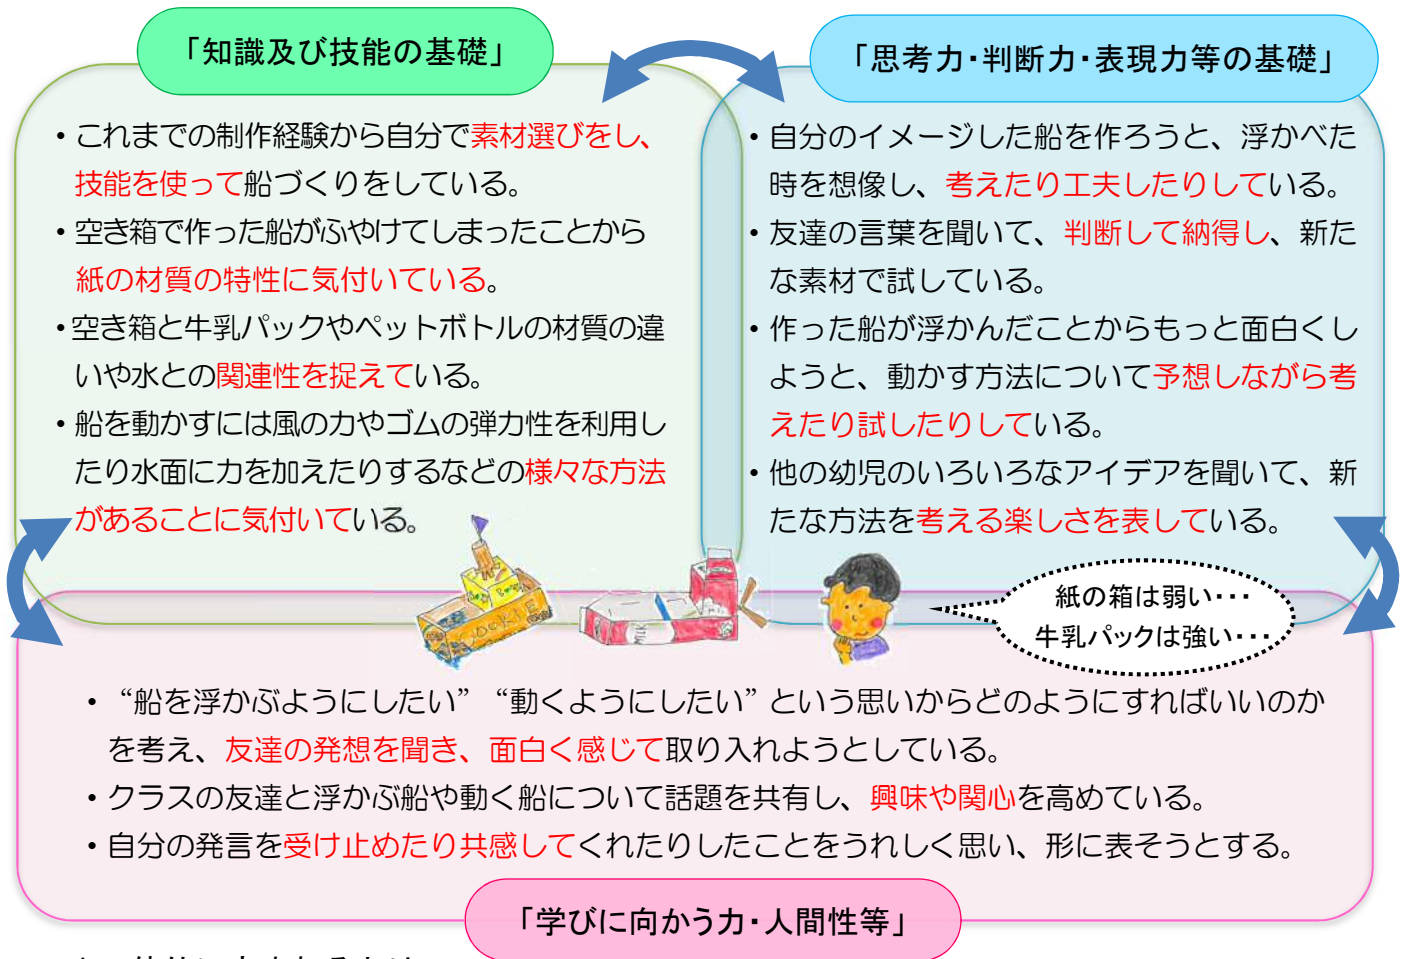 「知識及び技能の基礎」
・これまでの制作経験から自分で素材選びをし、
技能を使って船づくりをしている。
・空き箱で作った船がふやけてしまったことから
紙の材質の特性に気付いている。
・空き箱と牛乳パックやペットボトルの材質の違
いや水との関連性を捉えている。
・船を動かすには風の力やゴムの弾力性を利用し
たり水面に力を加えたりするなどの様々な方法
があることに気付いている。
「思考力・判断力・表現力等の基礎」
・自分のイメージした船を作ろうと、浮かべた
時を想像し、考えたり工夫したりしている。
・友達の言葉を聞いて、判断して納得し、新た
な素材で試している。
・作った船が浮かんだことからもっと面白くし
ようと、動かす方法について予想しながら考
えたり試したりしている。
・他の幼児のいろいろなアイデアを聞いて、新
たな方法を考える楽しさを表している。
紙の箱は弱い・・・
牛乳パックは強い・・・
・“船を浮かぶようにしたい”“動くようにしたい”という思いからどのようにすればいいのか
を考え、友達の発想を聞き、面白く感じて取り入れようとしている。
・クラスの友達と浮かぶ船や動く船について話題を共有し、興味や関心を高めている。
・自分の発言を受け止めたり共感してくれたりしたことをうれしく思い、形に表そうとする。
「学びに向かう力・人間性等」